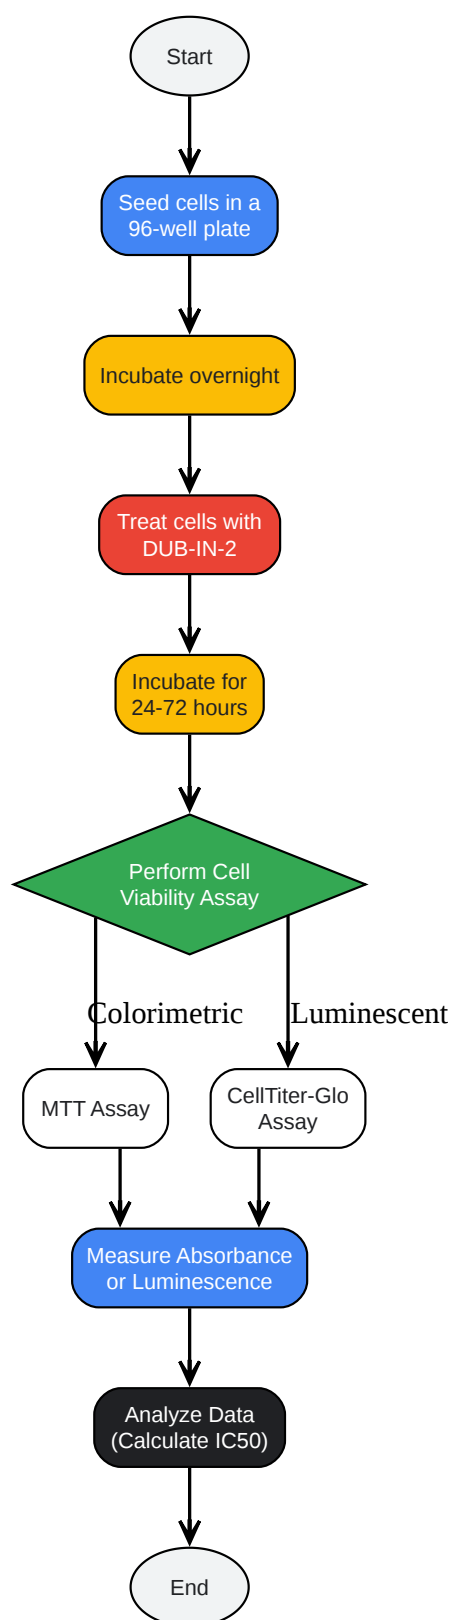 Start
Seed cells in a
96-well plate
Incubate overnight
Treat cells with
DUB-IN-2
Incubate for
24-72 hours
Perform Cell
Viability Assay
Colorimetric
Luminescent
MTT Assay
CellTiter-Glo
Assay
Measure Absorbance
or Luminescence
Analyze Data
(Calculate IC50)
End